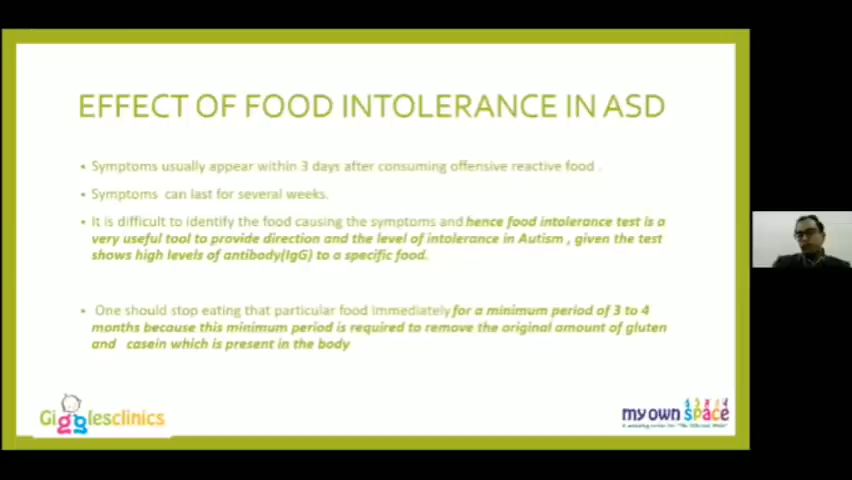 EFFECT OF FOOD INTOLERANCE IN ASD
• Symptoms usually appear within 3 days after consuming offensive reactive food .
• Symptoms can last for several weeks.
• It is difficult to identify the food causing the symptoms and hence food intolerance test is a
very useful tool to provide direction and the level of intolerance in Autism , given the test
shows high levels of antibody(IgG) to a specific food.
• One should stop eating that particular food immediately for a minimum period of 3 to 4
months because this minimum period is required to remove the original amount of gluten
and casein which is present in the body
Gigglesclinics
my own space